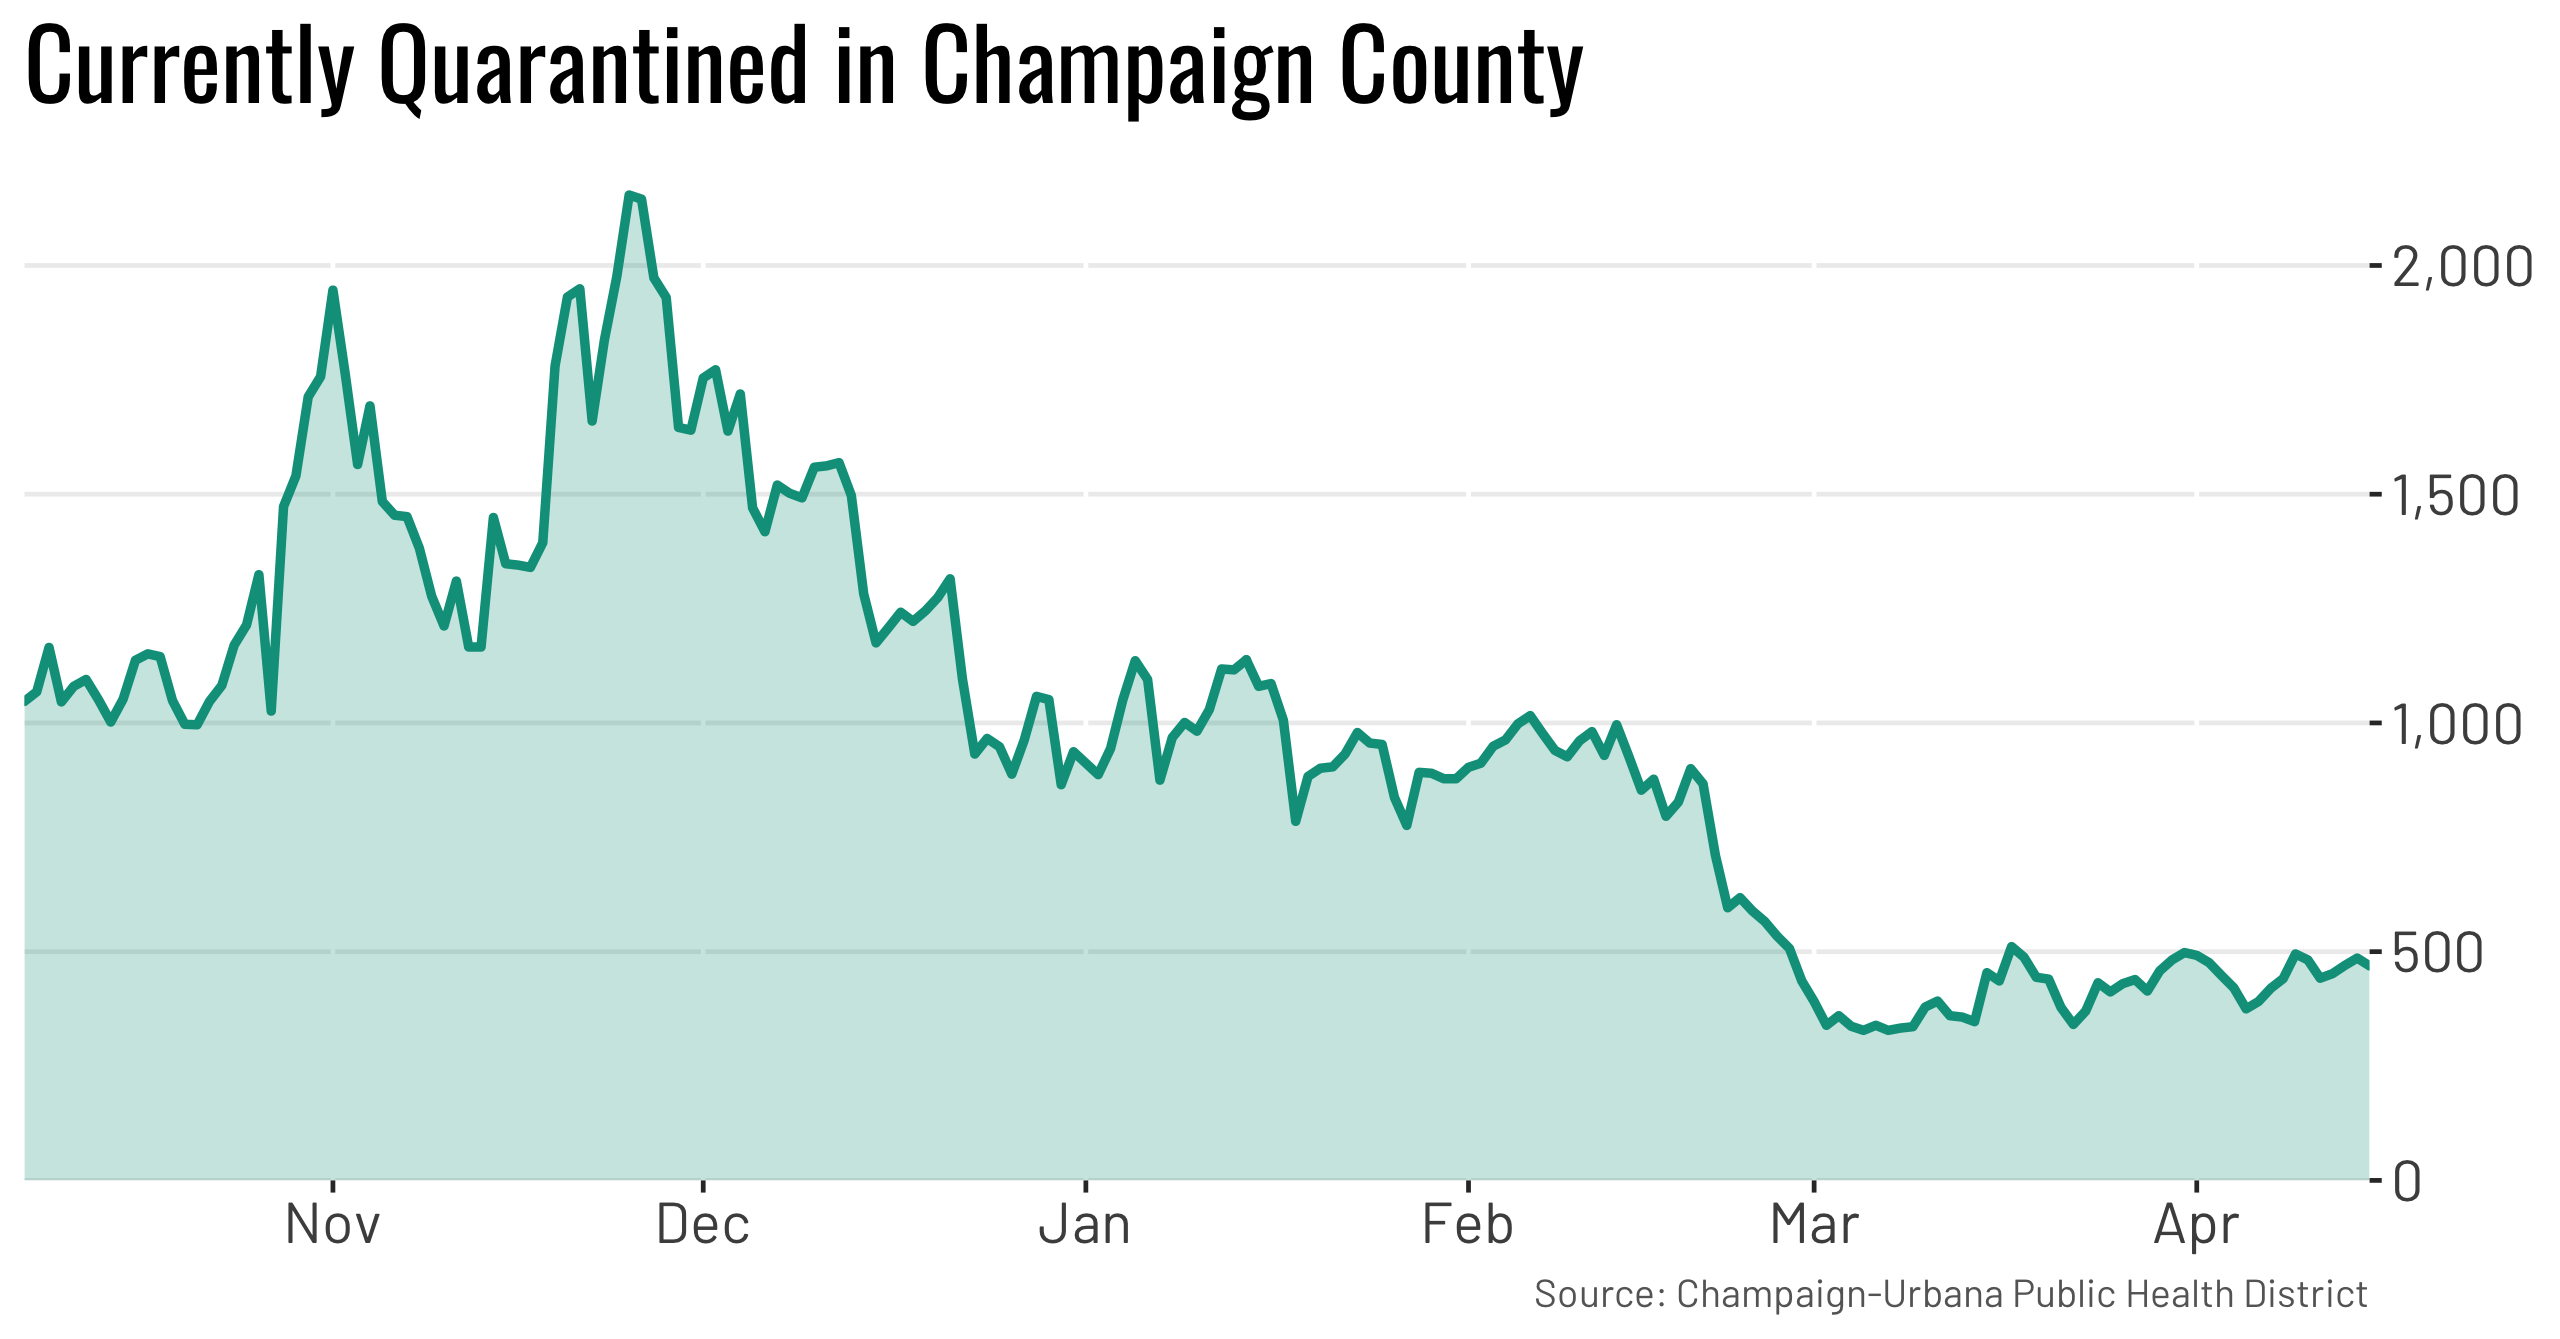 Currently Quarantined in Champaign County
2,000
1,500
1,000
500
0
Nov Dec Jan Feb Mar Apr
Source: Champaign-Urbana Public Health District